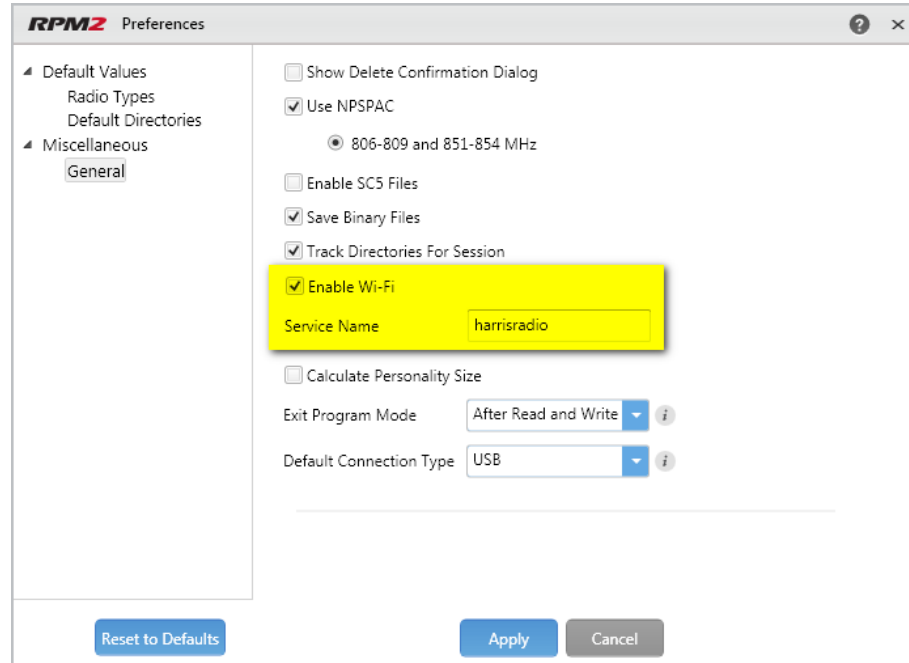 RPM2 Preferences
Default Values
Radio Types
Default Directories
Miscellaneous
General
Show Delete Confirmation Dialog
Use NPSPAC
806-809 and 851-854 MHz
Enable SC5 Files
Save Binary Files
Track Directories For Session
Enable Wi-Fi
Service Name harrisradio
Calculate Personality Size
Exit Program Mode After Read and Write
Default Connection Type USB
Reset to Defaults Apply Cancel